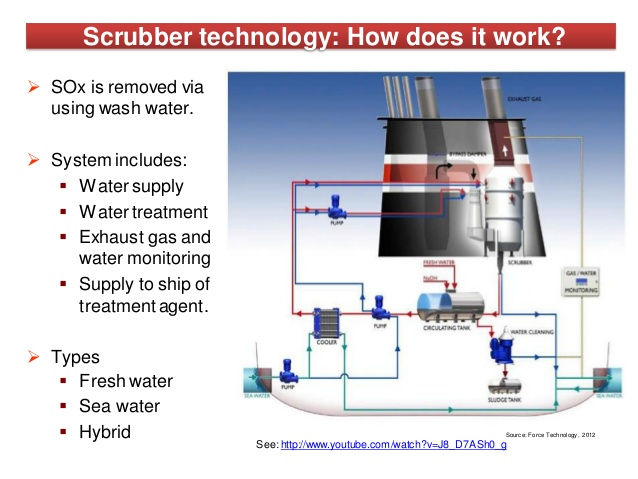 Scrubber technology: How does it work?
SOx is removed via
using wash water.
System includes:
Water supply
Water treatment
Exhaust gas and
water monitoring
Supply to ship of
treatment agent.
Types
Fresh water
Sea water
Hybrid
EXHAUST GAS
BYPASS DAMPER
PUMP
SCRUBBER
FRESH WATER
NaOH
GAS/WATER
MONITORING
CIRCULATING TANK
PUMP
COOLER
WATER CLEANING
PUMP
SEA WATER
SLUDGE TANK
SEA WATER
Source: Force Technology. 2012
See: http://www.youtube.com/watch?v=J8_D7ASh0_g